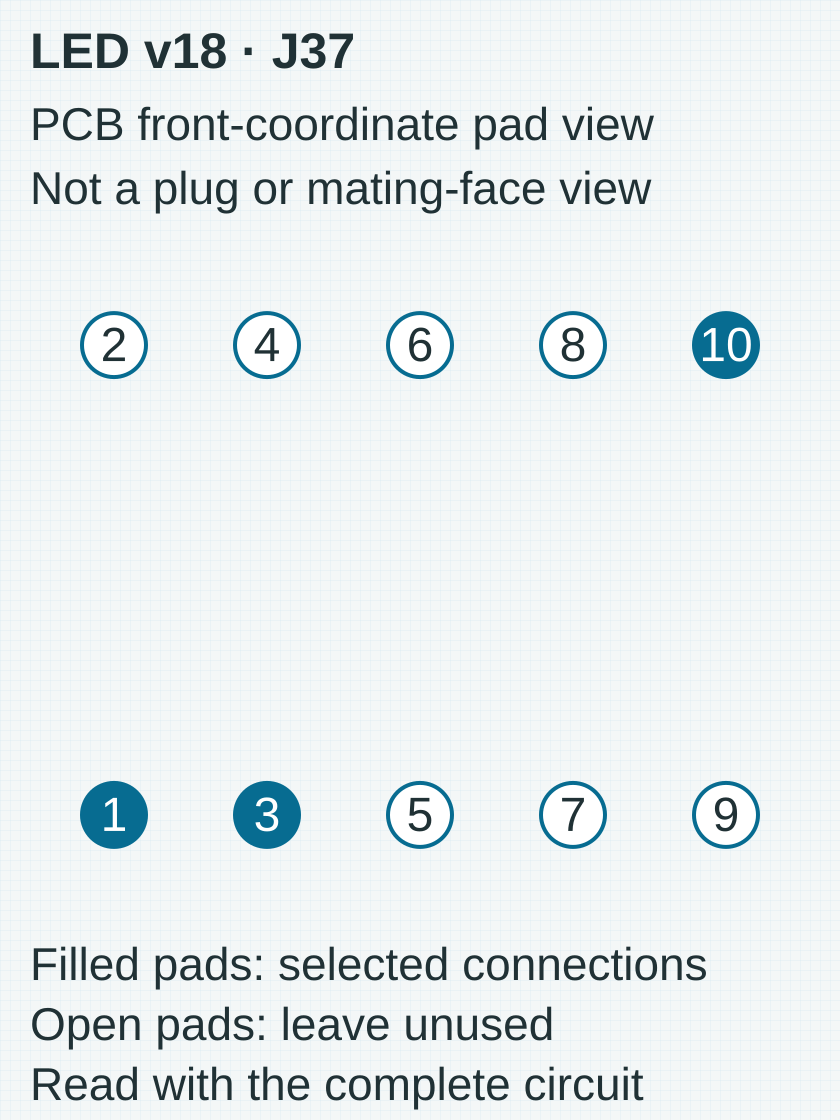 LED v18 · J37
PCB front-coordinate pad view
Not a plug or mating-face view
2 4 6 8 10
1 3 5 7 9
Filled pads: selected connections
Open pads: leave unused
Read with the complete circuit